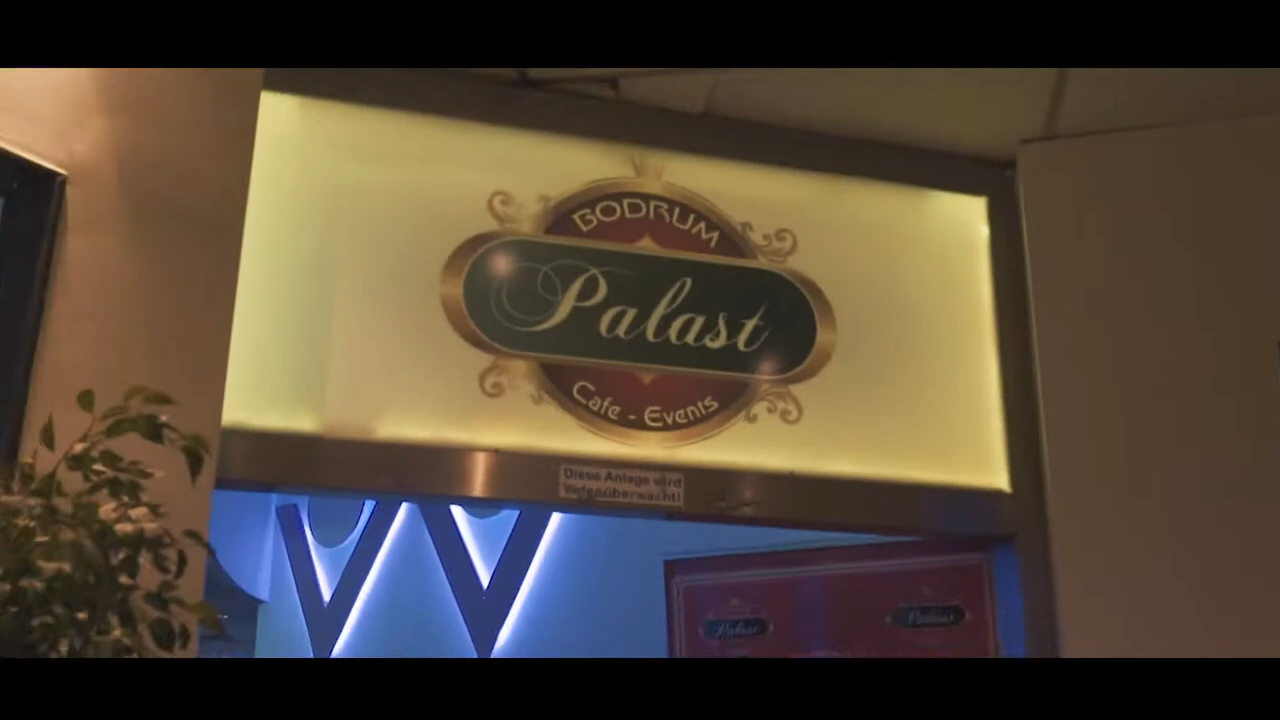 BODRUM
Palast
Cafe - Events
Diese Anlage wird
Videoüberwacht!
Palast
Palast